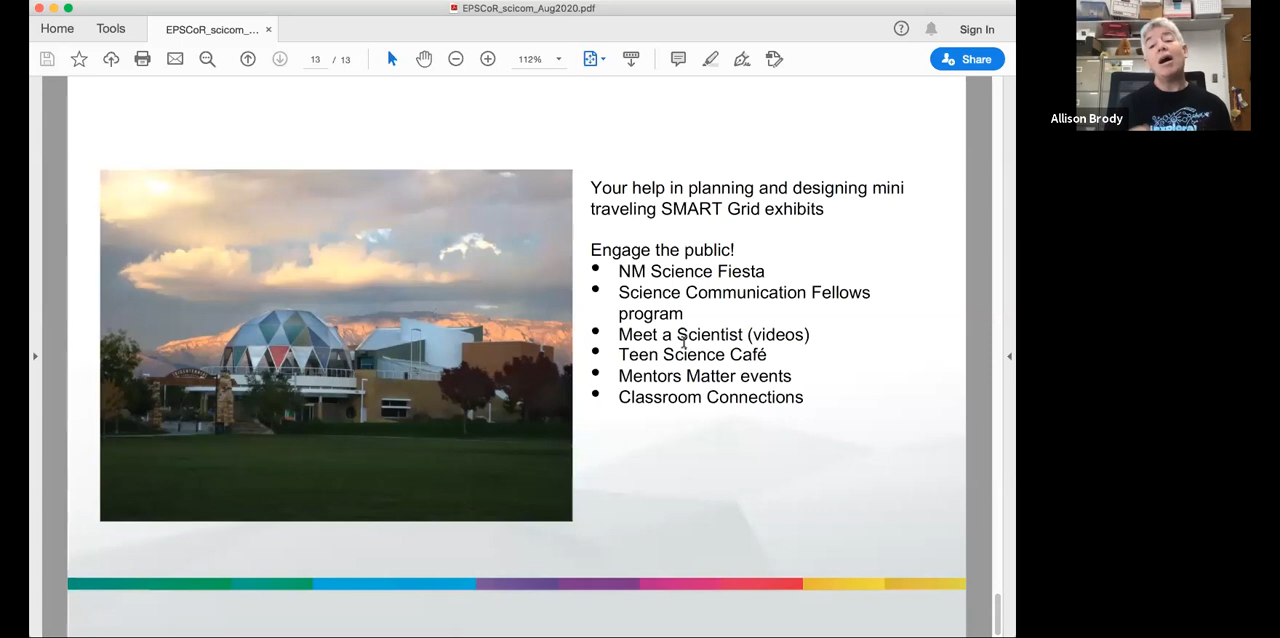 EPSCoR_scicom_Aug2020.pdf
Home Tools EPSCoR_scicom_... × Sign In
13 / 13 112% Share
Allison Brody
Explora!
Your help in planning and designing mini
traveling SMART Grid exhibits
Engage the public!
• NM Science Fiesta
• Science Communication Fellows
program
• Meet a Scientist (videos)
• Teen Science Café
• Mentors Matter events
• Classroom Connections